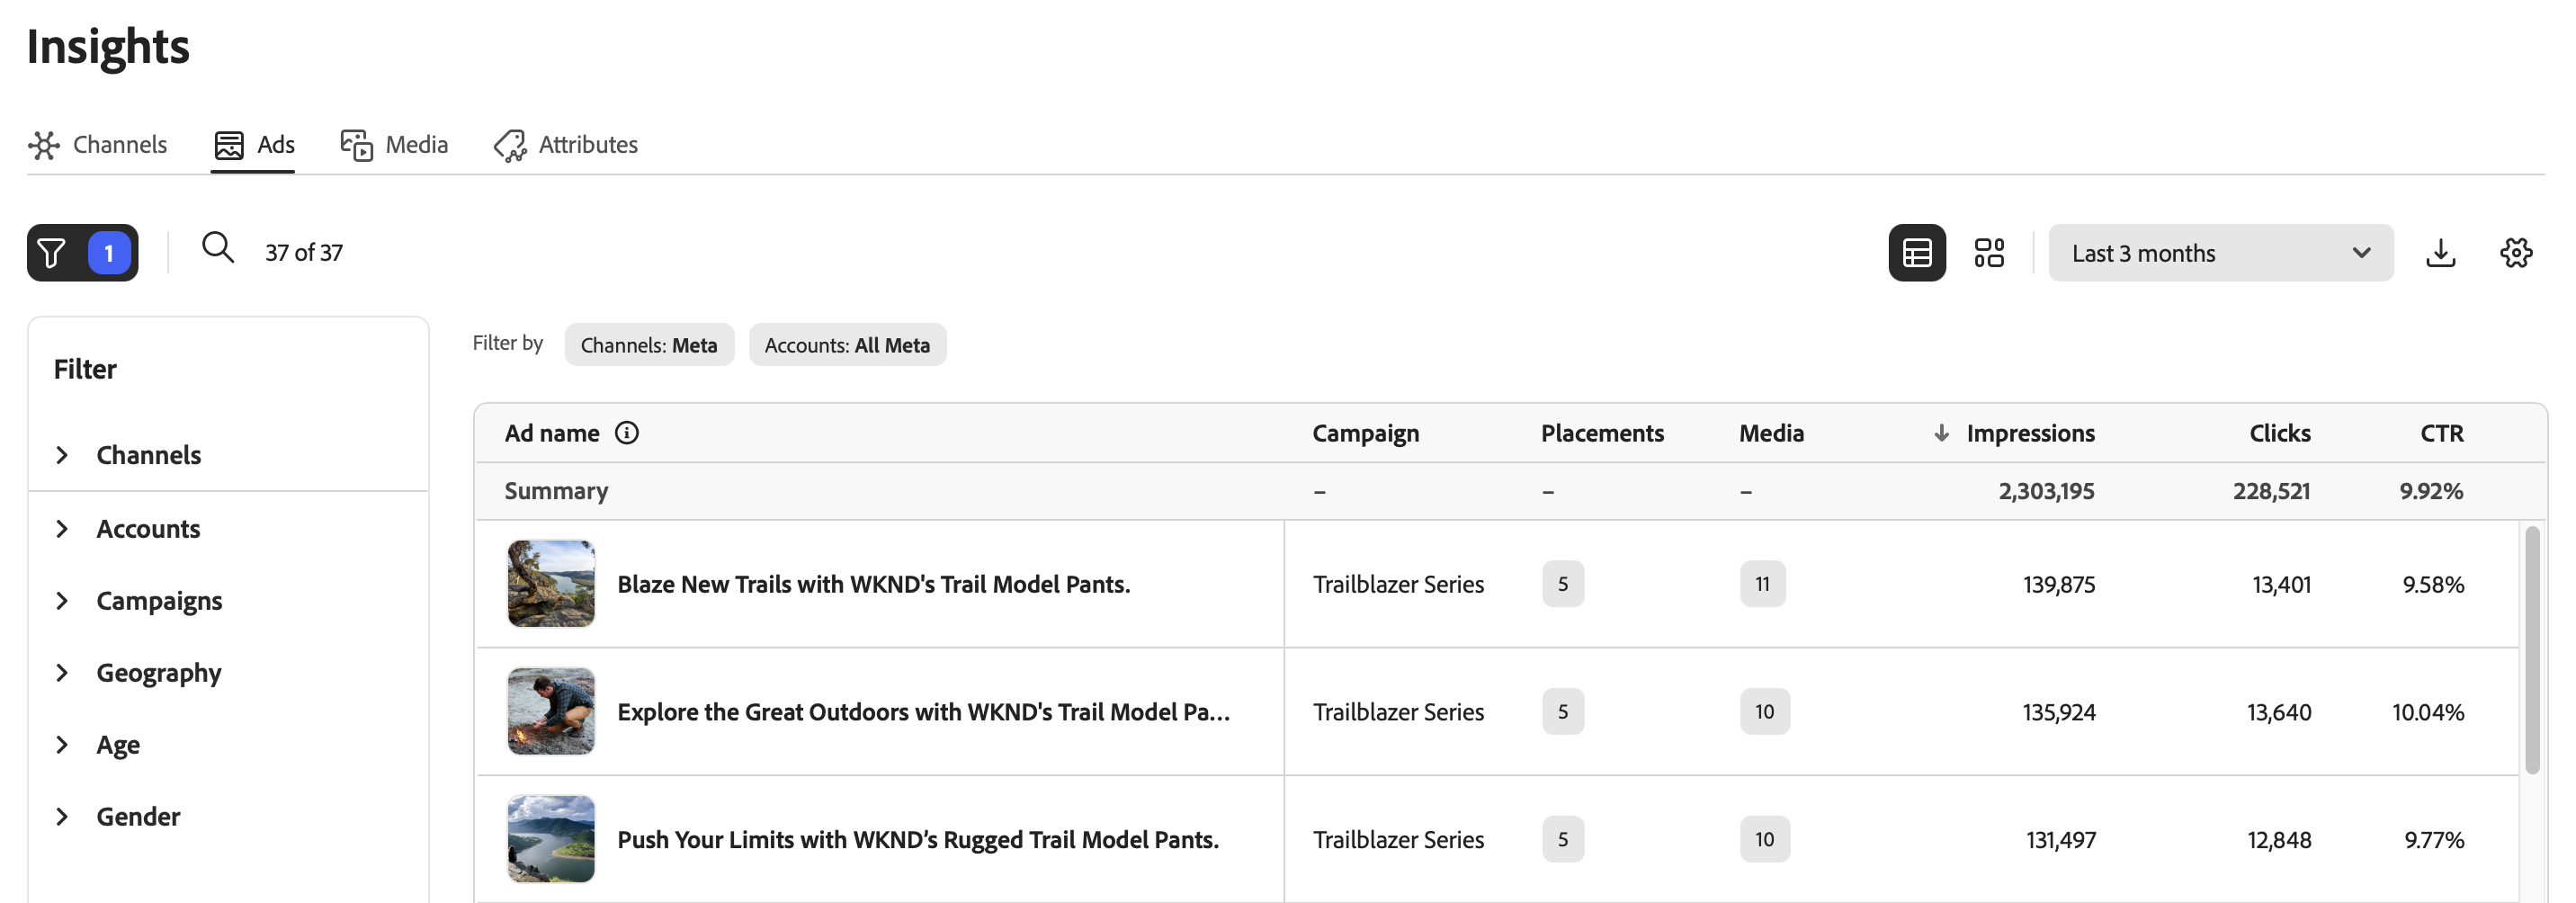 Insights
Channels
Ads
Media
Attributes
1
37 of 37
Last 3 months
Filter
Channels
Accounts
Campaigns
Geography
Age
Gender
Filter by
Channels: Meta
Accounts: All Meta
Ad name Campaign Placements Media Impressions Clicks CTR
Summary – – – 2,303,195 228,521 9.92%
Blaze New Trails with WKND's Trail Model Pants. Trailblazer Series 5 11 139,875 13,401 9.58%
Explore the Great Outdoors with WKND's Trail Model Pa... Trailblazer Series 5 10 135,924 13,640 10.04%
Push Your Limits with WKND’s Rugged Trail Model Pants. Trailblazer Series 5 10 131,497 12,848 9.77%